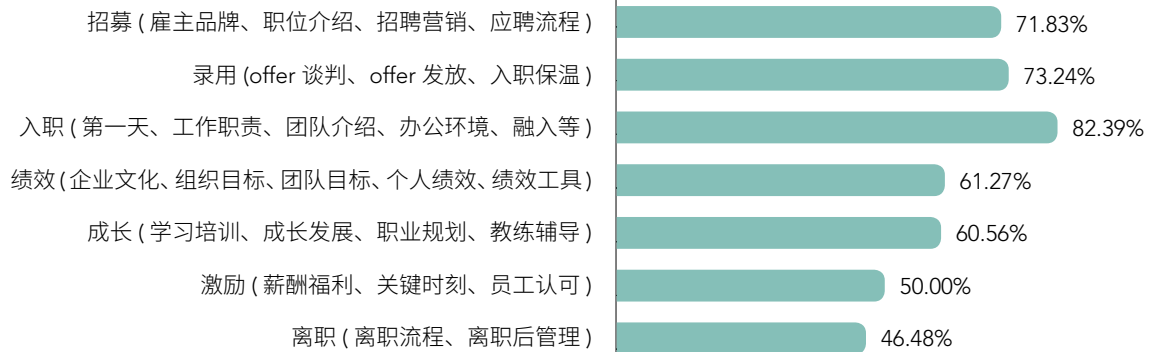 招募 ( 雇主品牌、职位介绍、招聘营销、应聘流程 ) 71.83%
录用 (offer 谈判、offer 发放、入职保温 ) 73.24%
入职 ( 第一天、工作职责、团队介绍、办公环境、融入等 ) 82.39%
绩效 ( 企业文化、组织目标、团队目标、个人绩效、绩效工具 ) 61.27%
成长 ( 学习培训、成长发展、职业规划、教练辅导 ) 60.56%
激励 ( 薪酬福利、关键时刻、员工认可 ) 50.00%
离职 ( 离职流程、离职后管理 ) 46.48%